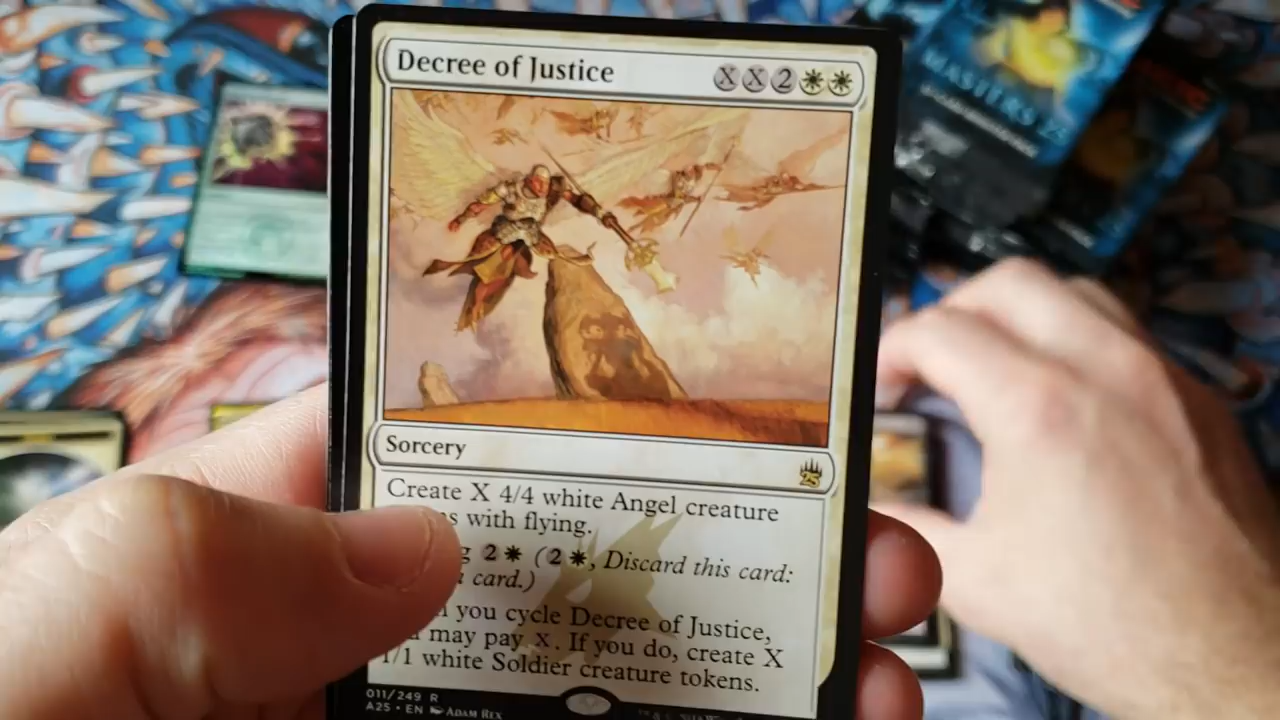 Decree of Justice XX2
MASTERS 25
Sorcery
25
Create X 4/4 white Angel creature
with flying.
2 (2, Discard this card:
card.)
you cycle Decree of Justice,
may pay X. If you do, create X
1/1 white Soldier creature tokens.
011/249 R
A25 • EN ADAM REX